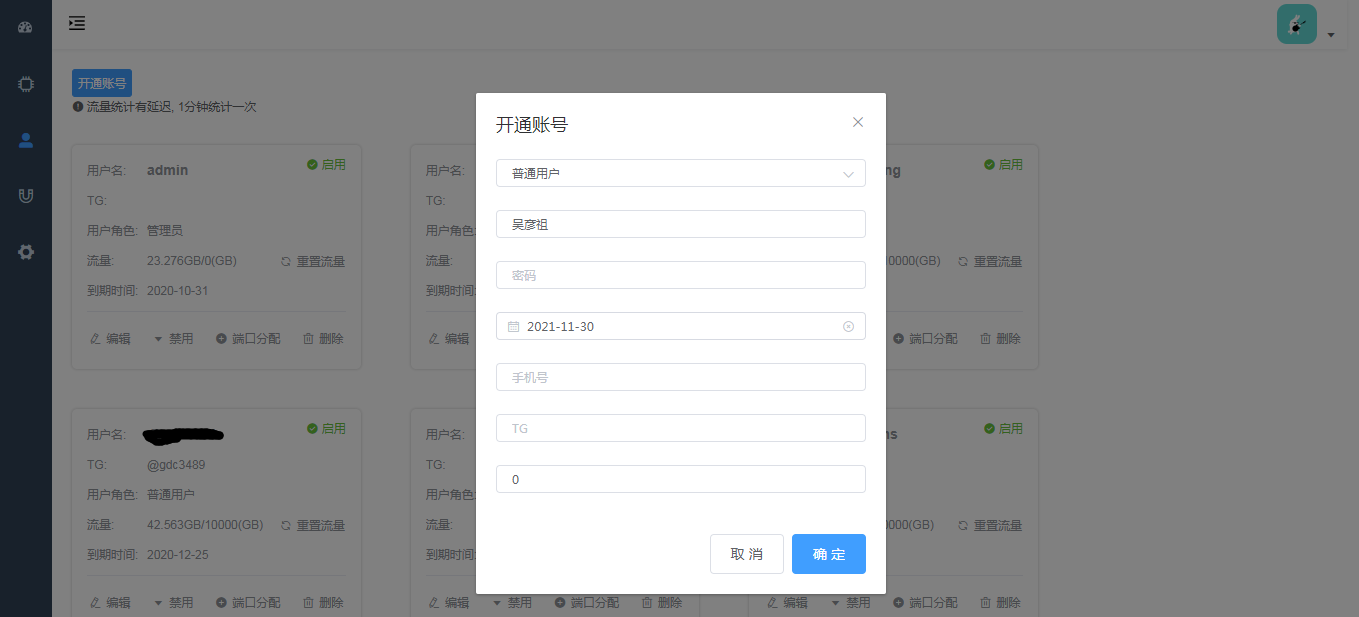 开通账号
流量统计有延迟, 1分钟统计一次
用户名: admin
启用
TG:
用户角色: 管理员
流量: 23.276GB/0(GB) 重置流量
到期时间: 2020-10-31
编辑 禁用 端口分配 删除
用户名:
TG:
用户角色
流量:
到期时间:
编辑
ng
启用
0000(GB) 重置流量
端口分配 删除
开通账号
普通用户
吴彦祖
密码
2021-11-30
手机号
TG
0
取 消 确 定
用户名:
启用
TG: @gdc3489
用户角色: 普通用户
流量: 42.563GB/10000(GB) 重置流量
到期时间: 2020-12-25
编辑 禁用 端口分配 删除
用户名:
TG:
用户角色
流量:
到期时间:
编辑 禁用 端口分配 删除
ns
启用
0000(GB) 重置流量
编辑 禁用 端口分配 删除